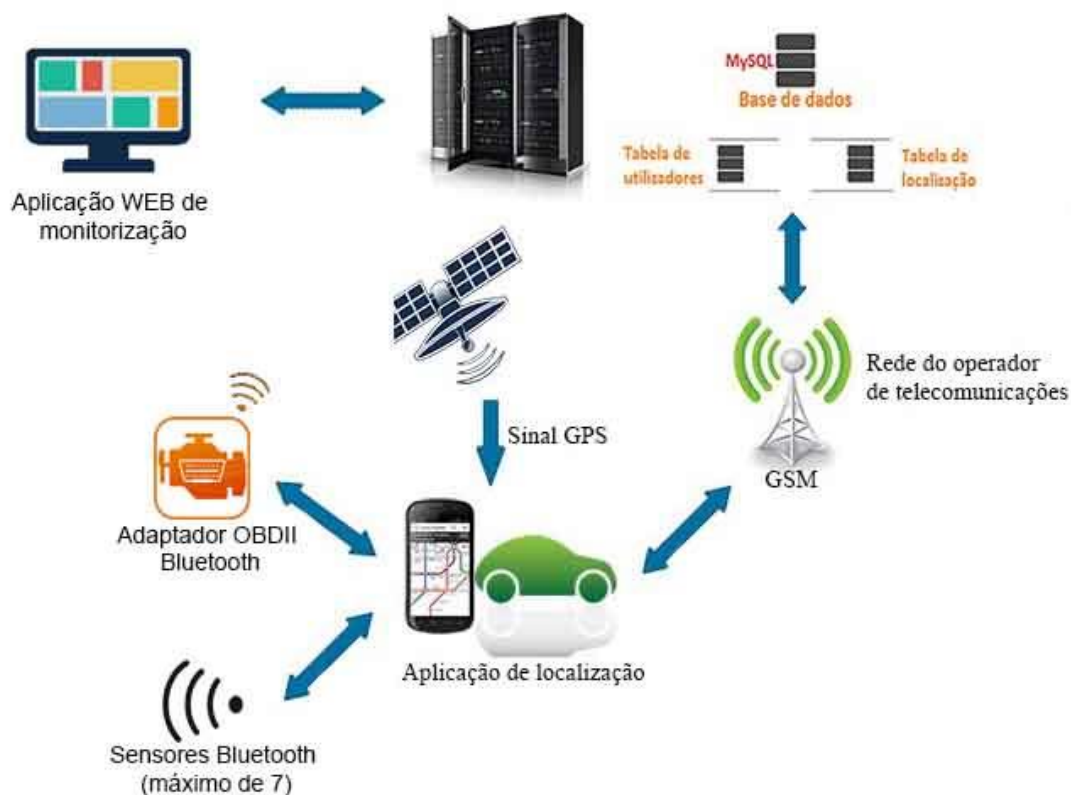 MySQL
Base de dados
Tabela de
utilisadores
Tabela de
localisação
Aplicação WEB de
monitorização
Rede do operador
de telecomunicações
GSM
Sinal GPS
Adaptador OBDII
Bluetooth
Aplicação de localização
Sensores Bluetooth
(máximo de 7)